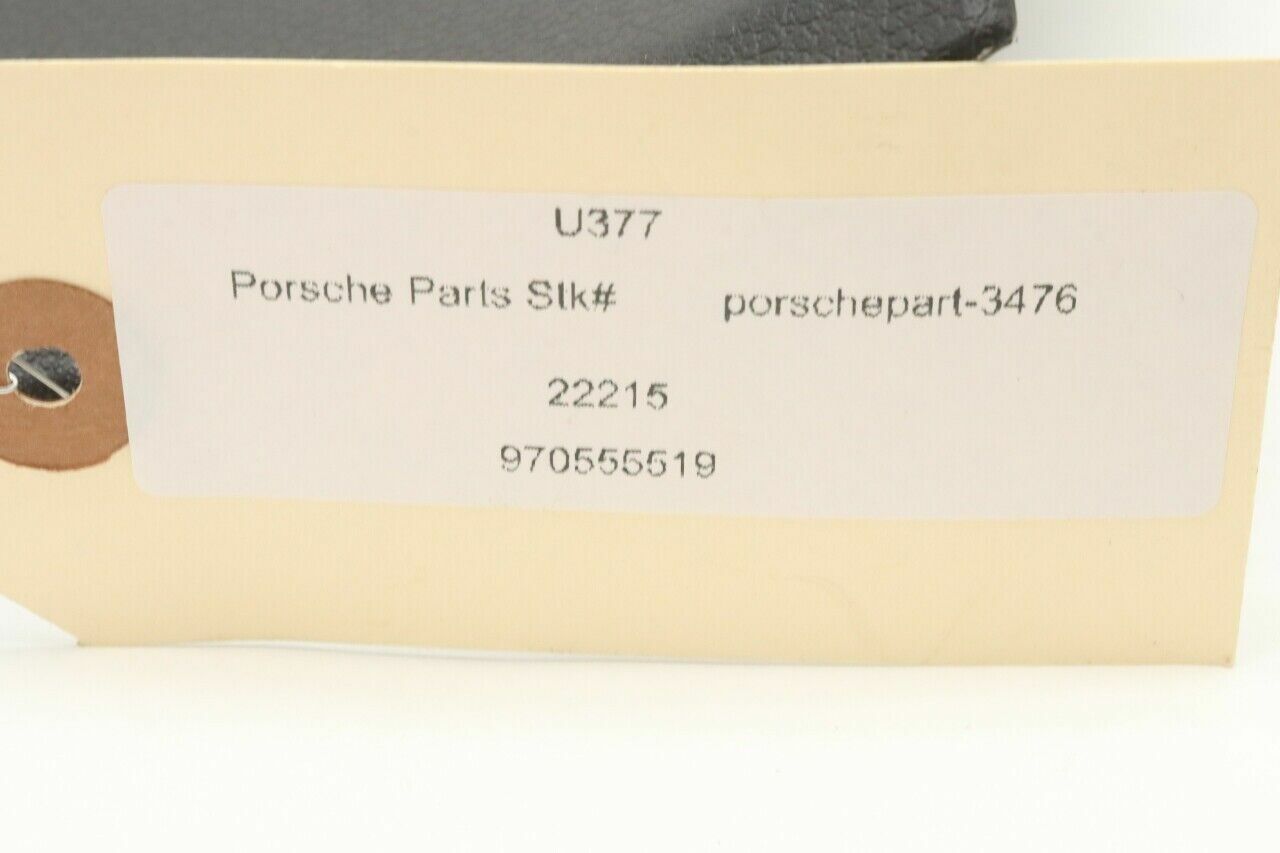 U377
Porsche Parts Stk# porschepart-3476
22215
970555519